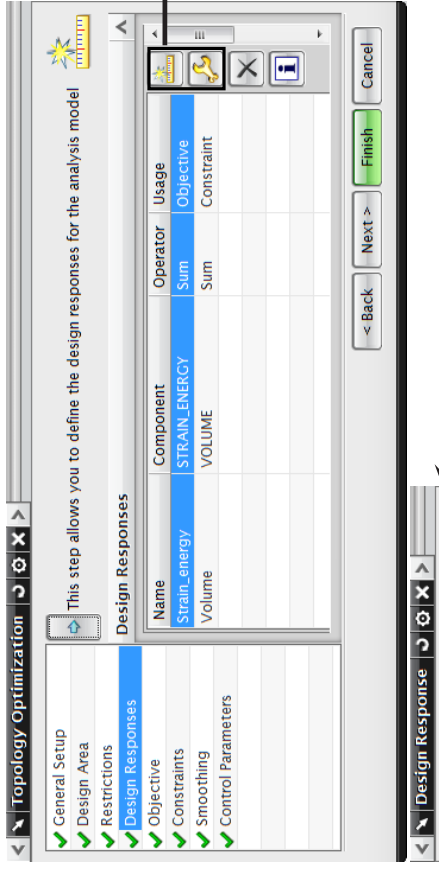 Topology Optimization
General Setup
Design Area
Restrictions
Design Responses
Objective
Constraints
Smoothing
Control Parameters
This step allows you to define the design responses for the analysis model
Design Responses
Name Component Operator Usage
Strain_energy STRAIN_ENERGY Sum Objective
Volume VOLUME Sum Constraint
< Back Next > Finish Cancel
Design Response